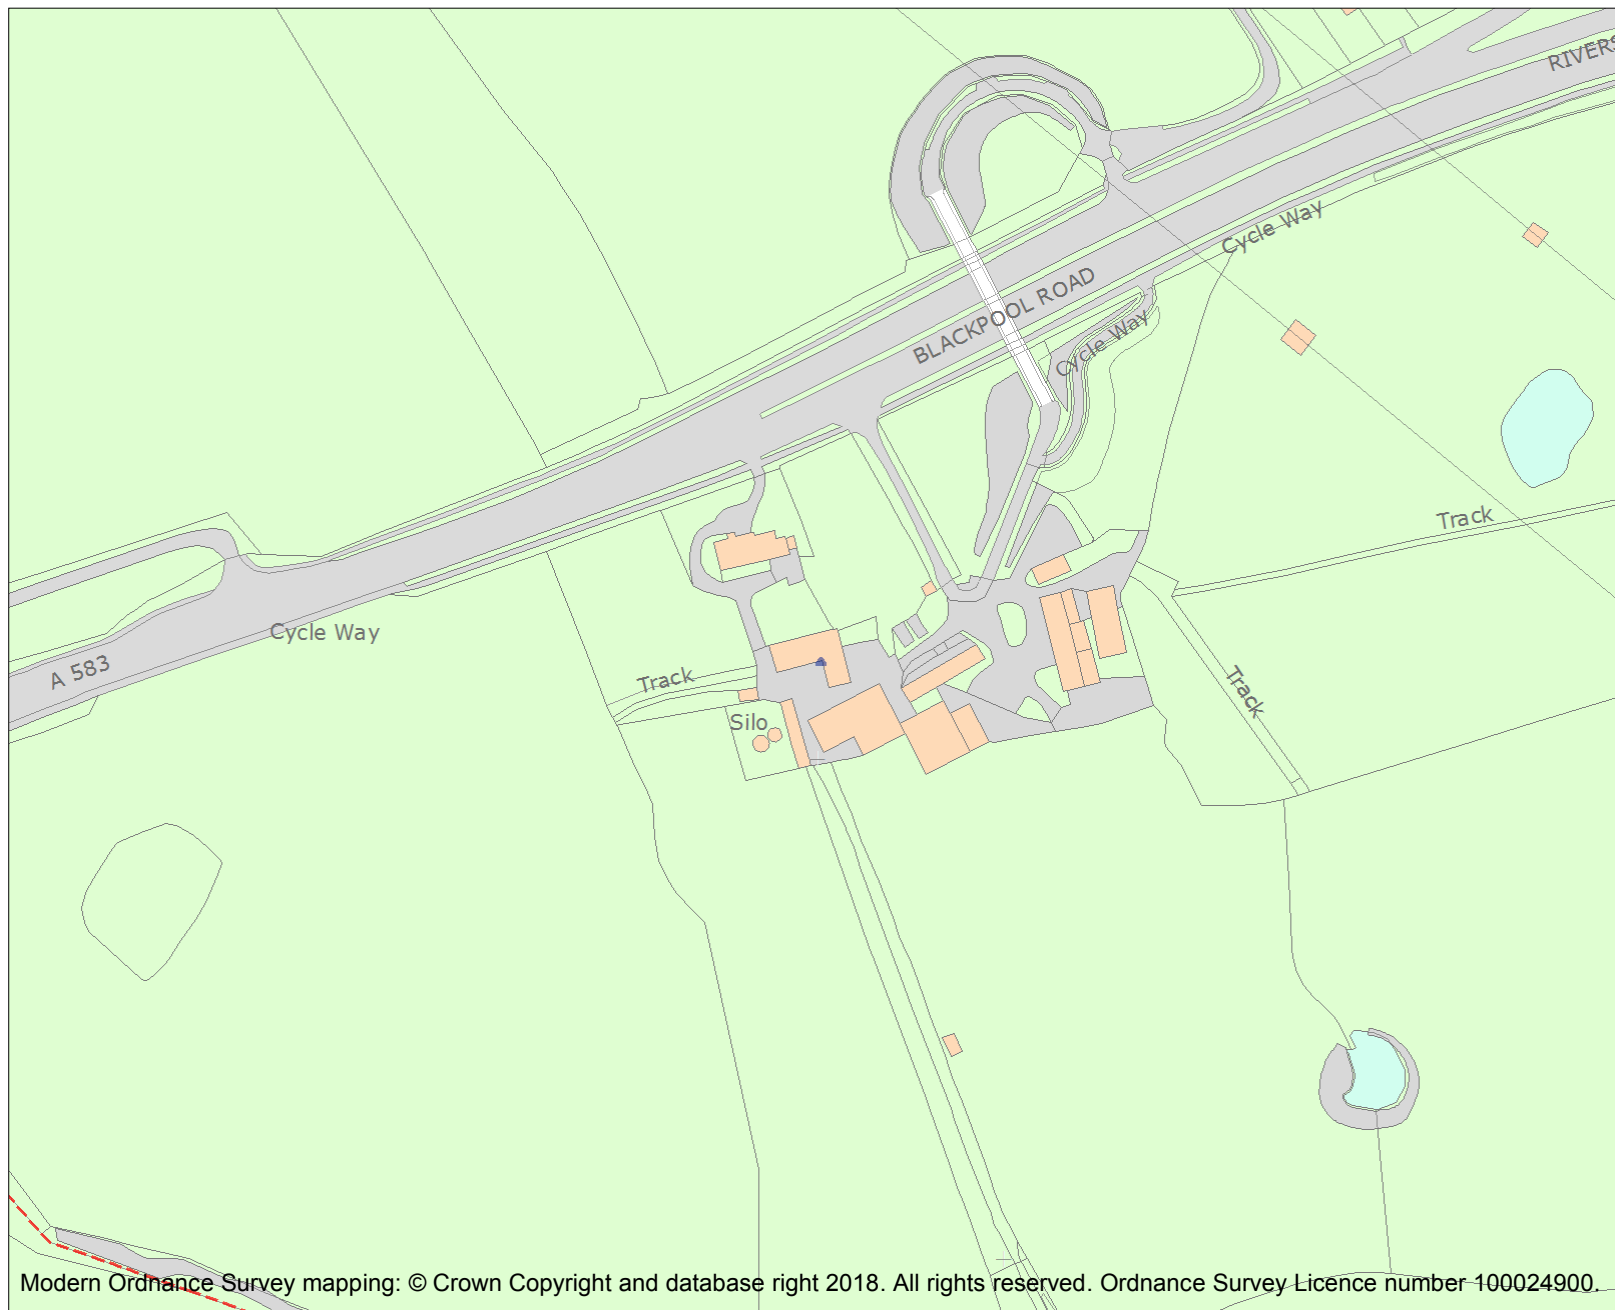 RIVERS
Cycle Way
BLACKPOOL ROAD
Cycle Way
Track
Cycle Way
A 583
Track
Track
Silo
Modern Ordnance Survey mapping: © Crown Copyright and database right 2018. All rights reserved. Ordnance Survey Licence number 100024900.